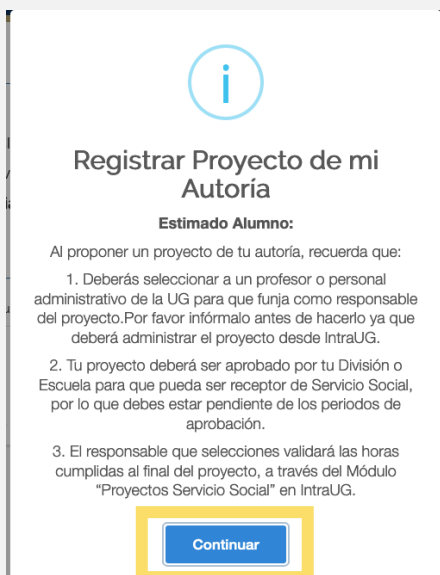 i
Registrar Proyecto de mi
Autoría
Estimado Alumno:
Al proponer un proyecto de tu autoría, recuerda que:
1. Deberás seleccionar a un profesor o personal
administrativo de la UG para que funja como responsable
del proyecto.Por favor infórmalo antes de hacerlo ya que
deberá administrar el proyecto desde IntraUG.
2. Tu proyecto deberá ser aprobado por tu División o
Escuela para que pueda ser receptor de Servicio Social,
por lo que debes estar pendiente de los periodos de
aprobación.
3. El responsable que selecciones validará las horas
cumplidas al final del proyecto, a través del Módulo
“Proyectos Servicio Social” en IntraUG.
Continuar